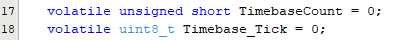 17 volatile unsigned short TimebaseCount = 0;
18 volatile uint8_t Timebase_Tick = 0;